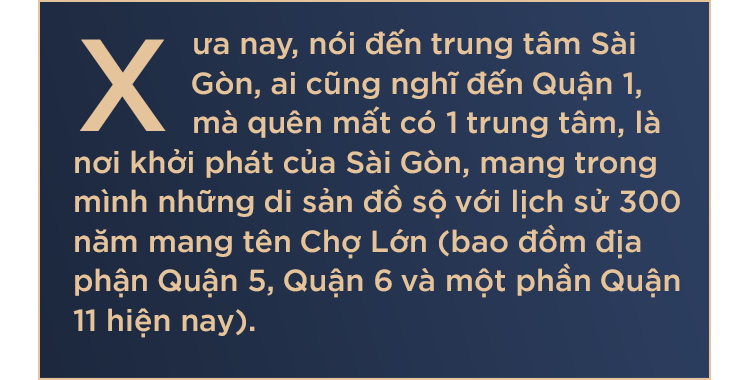 Xưa nay, nói đến trung tâm Sài
Gòn, ai cũng nghĩ đến Quận 1,
mà quên mất có 1 trung tâm, là
nơi khởi phát của Sài Gòn, mang trong
mình những di sản đồ sộ với lịch sử 300
năm mang tên Chợ Lớn (bao đồm địa
phận Quận 5, Quận 6 và một phần Quận
11 hiện nay).